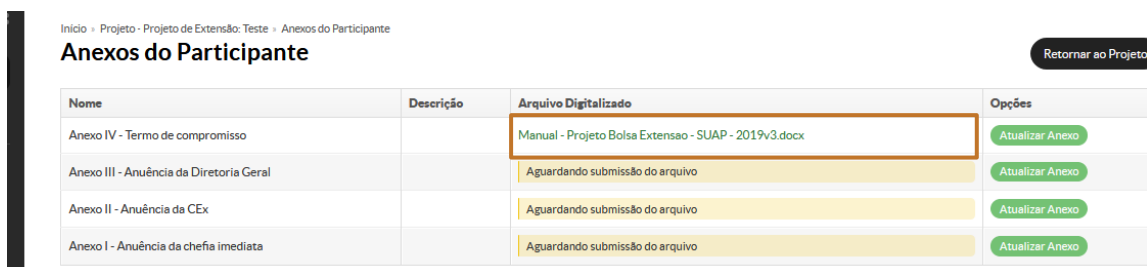 Início » Projeto - Projeto de Extensão: Teste » Anexos do Participante
Anexos do Participante
Retornar ao Projeto
Nome Descrição Arquivo Digitalizado Opções
Anexo IV - Termo de compromisso Manual - Projeto Bolsa Extensao - SUAP - 2019v3.docx Atualizar Anexo
Anexo III - Anuência da Diretoria Geral Aguardando submissão do arquivo Atualizar Anexo
Anexo II - Anuência da CEx Aguardando submissão do arquivo Atualizar Anexo
Anexo I - Anuência da chefia imediata Aguardando submissão do arquivo Atualizar Anexo